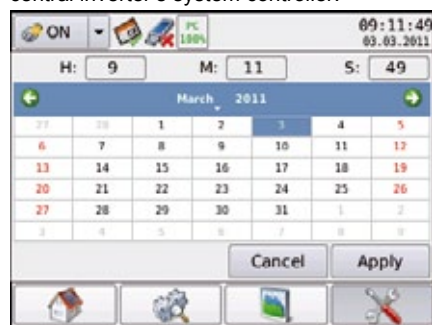 central inverter's system controller.
ON PC 100% 09:11:49
03.03.2011
H: 9 M: 11 S: 49
March 2011
27 28 1 2 3 4 5
6 7 8 9 10 11 12
13 14 15 16 17 18 19
20 21 22 23 24 25 26
27 28 29 30 31 1 2
3 4 5 6 7 8 9
Cancel Apply